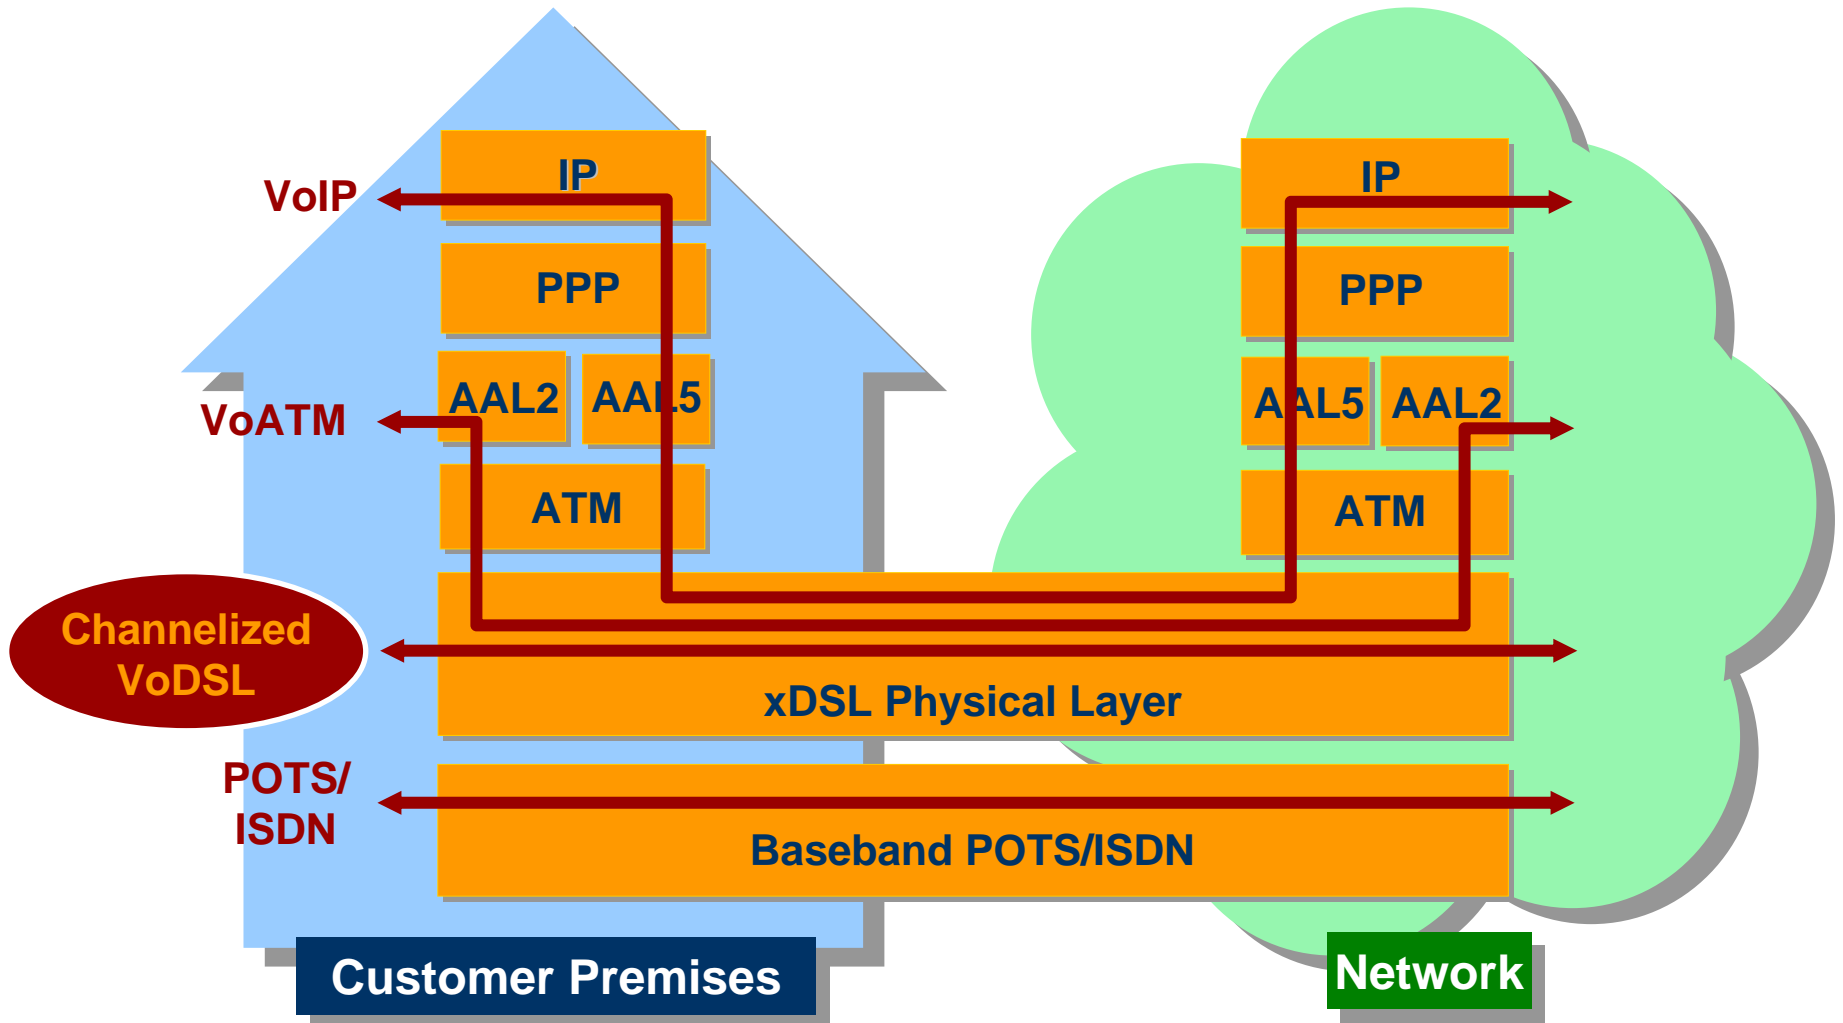 IP
IP
VoIP
PPP
PPP
AAL2
AAL5
AAL5
AAL2
VoATM
ATM
ATM
Channelized
VoDSL
xDSL Physical Layer
POTS/
ISDN
Baseband POTS/ISDN
Customer Premises
Network